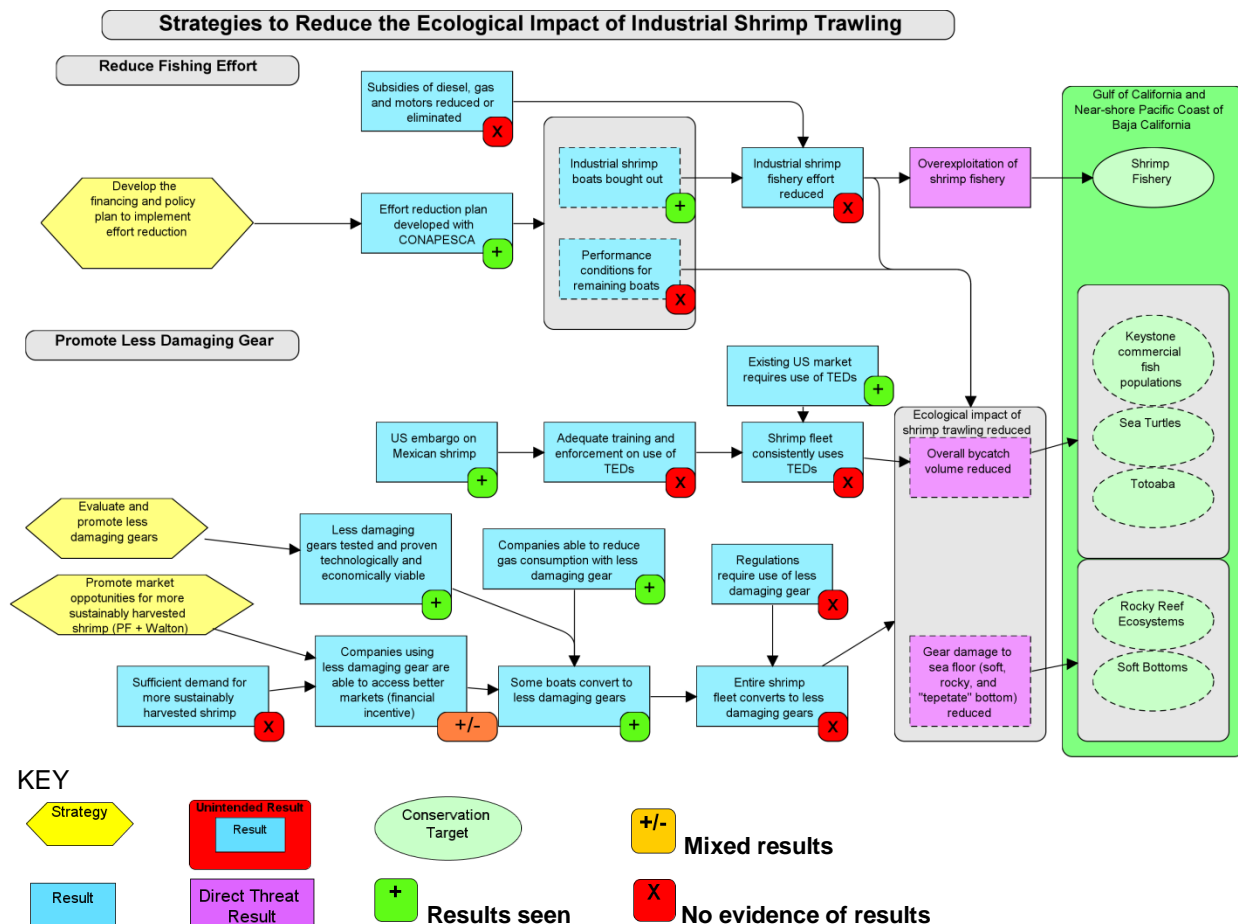 Strategies to Reduce the Ecological Impact of Industrial Shrimp Trawling
Reduce Fishing Effort
Subsidies of diesel, gas
and motors reduced or
eliminated
X
Gulf of California and
Near-shore Pacific Coast of
Baja California
Develop the
financing and policy
plan to implement
effort reduction
Effort reduction plan
developed with
CONAPESCA
+
Industrial shrimp
boats bought out
+
Performance
conditions for
remaining boats
X
Industrial shrimp
fishery effort
reduced
X
Overexploitation of
shrimp fishery
Shrimp
Fishery
Promote Less Damaging Gear
Existing US market
requires use of TEDs
+
US embargo on
Mexican shrimp
+
Adequate training and
enforcement on use of
TEDs
X
Shrimp fleet
consistently uses
TEDs
X
Ecological impact of
shrimp trawling reduced
Overall bycatch
volume reduced
Keystone
commercial
fish
populations
Sea Turtles
Totoaba
Evaluate and
promote less
damaging gears
Less damaging
gears tested and proven
technologically and
economically viable
+
Companies able to reduce
gas consumption with less
damaging gear
+
Regulations
require use of less
damaging gear
X
Promote market
oppotunities for more
sustainably harvested
shrimp (PF + Walton)
Sufficient demand for
more sustainably
harvested shrimp
X
Companies using
less damaging gear are
able to access better
markets (financial
incentive)
+/-
Some boats convert to
less damaging gears
+
Entire shrimp
fleet converts to less
damaging gears
X
Gear damage to
sea floor (soft,
rocky, and
"tepetate" bottom)
reduced
Rocky Reef
Ecosystems
Soft Bottoms
KEY
Strategy
Unintended Result
Result
Conservation
Target
+/-
Mixed results
Result
Direct Threat
Result
+
Results seen
X
No evidence of results